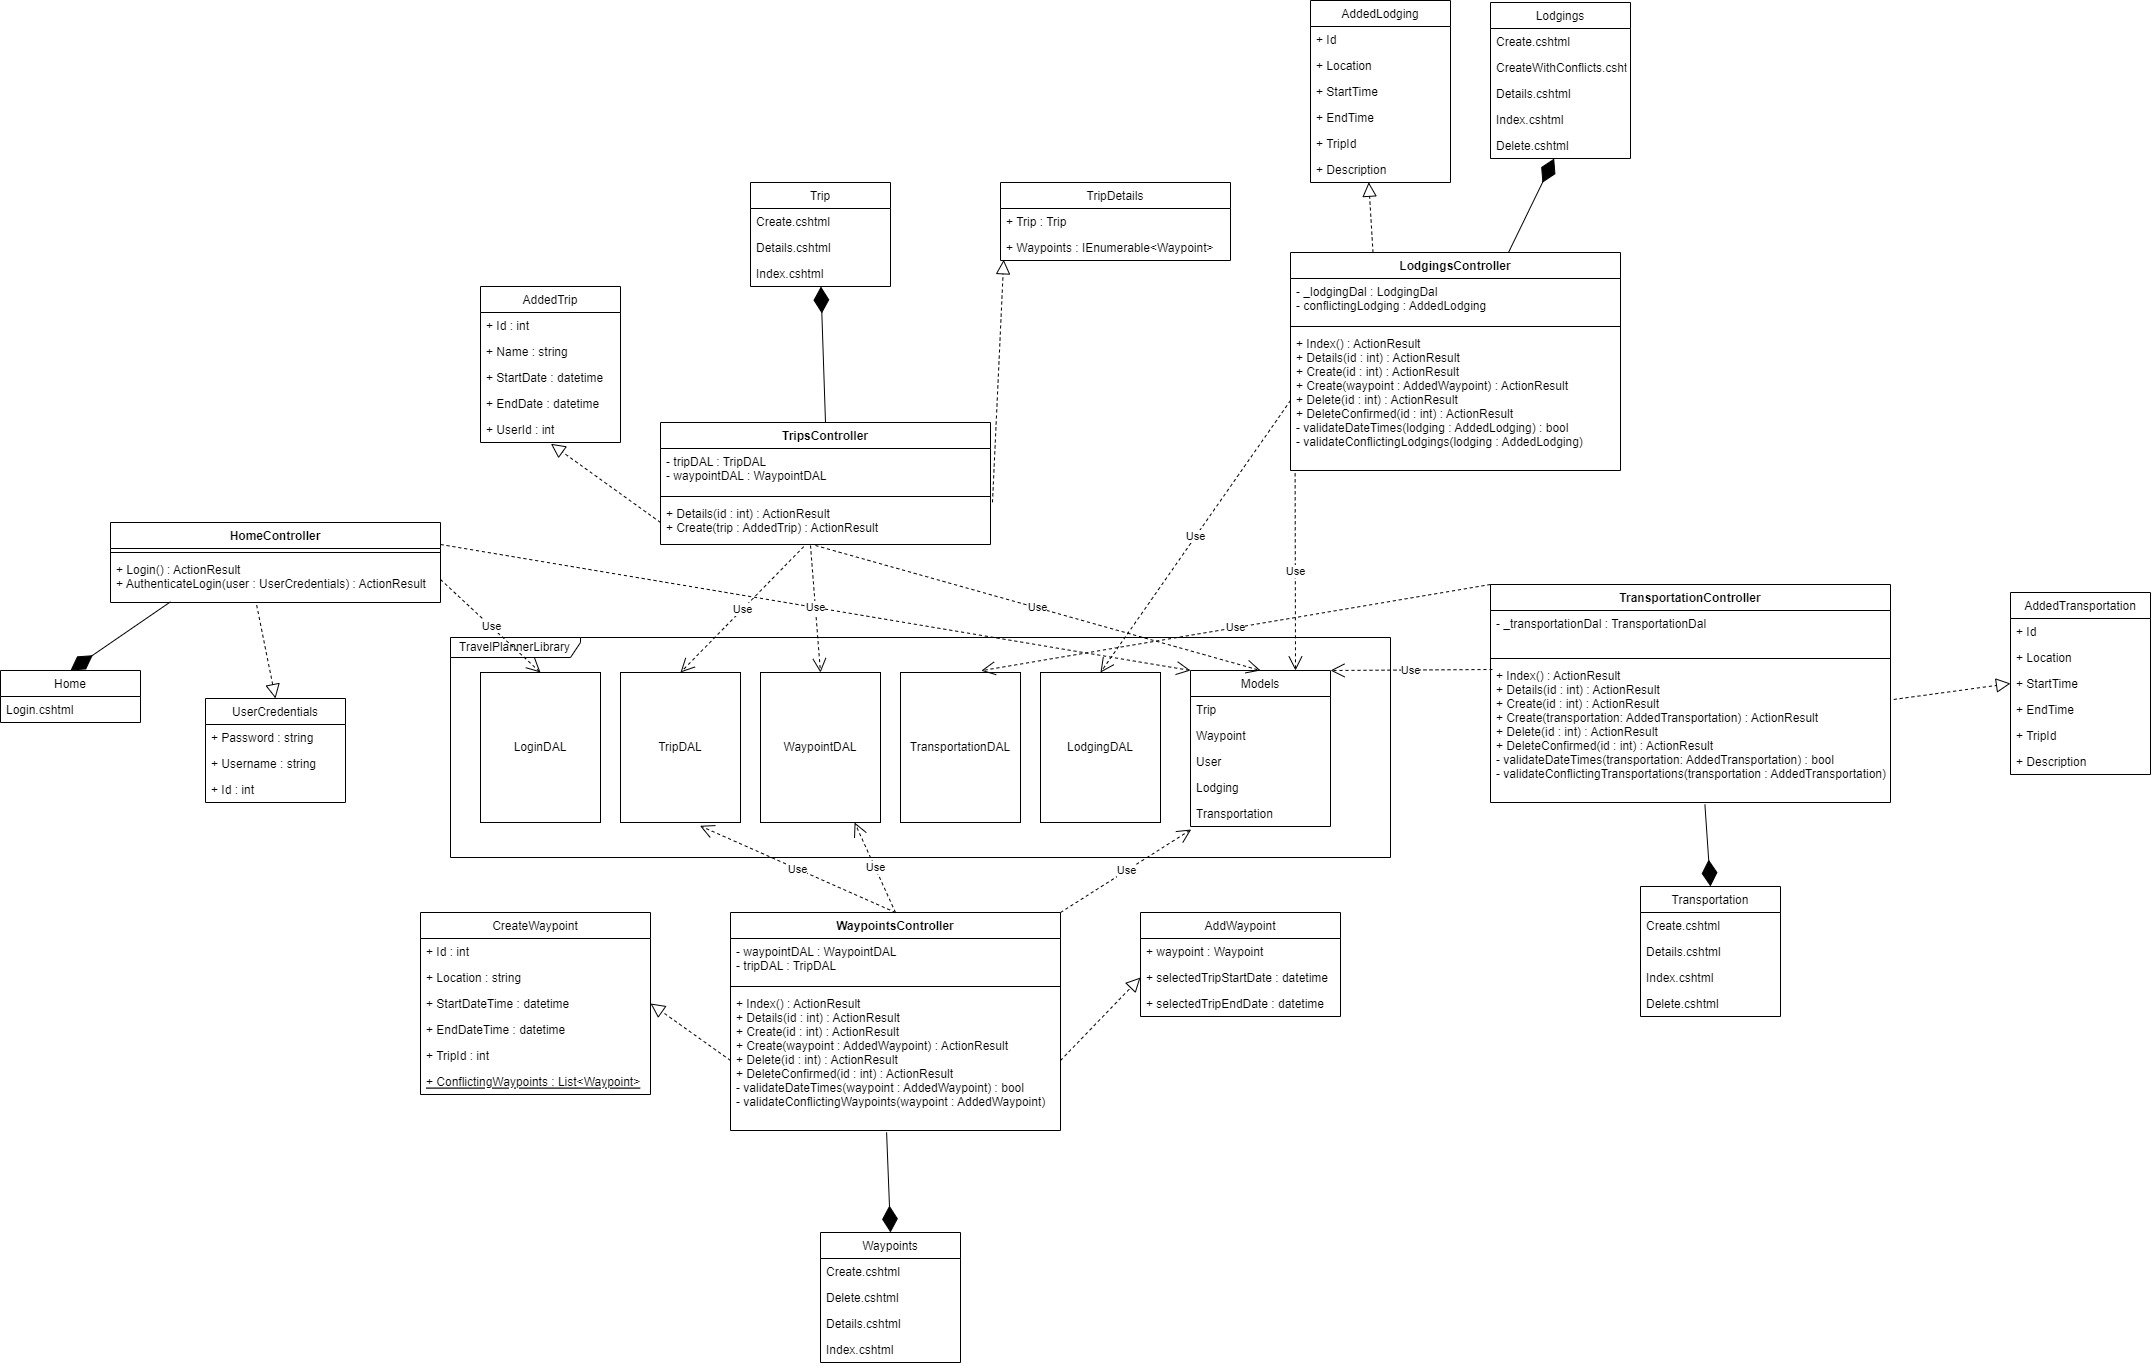 AddedLodging
+ Id
+ Location
+ StartTime
+ EndTime
+ TripId
+ Description
Lodgings
Create.cshtml
CreateWithConflicts.csht
Details.cshtml
Index.cshtml
Delete.cshtml
Trip
Create.cshtml
Details.cshtml
Index.cshtml
TripDetails
+ Trip : Trip
+ Waypoints : IEnumerable<Waypoint>
LodgingsController
- _lodgingDal : LodgingDal
- conflictingLodging : AddedLodging
+ Index() : ActionResult
+ Details(id : int) : ActionResult
+ Create(id : int) : ActionResult
+ Create(waypoint : AddedWaypoint) : ActionResult
+ Delete(id : int) : ActionResult
+ DeleteConfirmed(id : int) : ActionResult
- validateDateTimes(lodging : AddedLodging) : bool
- validateConflictingLodgings(lodging : AddedLodging)
AddedTrip
+ Id : int
+ Name : string
+ StartDate : datetime
+ EndDate : datetime
+ UserId : int
TripsController
- tripDAL : TripDAL
- waypointDAL : WaypointDAL
+ Details(id : int) : ActionResult
+ Create(trip : AddedTrip) : ActionResult
HomeController
+ Login() : ActionResult
+ AuthenticateLogin(user : UserCredentials) : ActionResult
Use
Use
Use
Use
Use
Use
Use
Use
Home
Login.cshtml
UserCredentials
+ Password : string
+ Username : string
+ Id : int
TravelPlannerLibrary
LoginDAL
TripDAL
WaypointDAL
TransportationDAL
LodgingDAL
Models
Trip
Waypoint
User
Lodging
Transportation
TransportationController
- _transportationDal : TransportationDal
+ Index() : ActionResult
+ Details(id : int) : ActionResult
+ Create(id : int) : ActionResult
+ Create(transportation: AddedTransportation) : ActionResult
+ Delete(id : int) : ActionResult
+ DeleteConfirmed(id : int) : ActionResult
- validateDateTimes(transportation: AddedTransportation) : bool
- validateConflictingTransportations(transportation : AddedTransportation)
AddedTransportation
+ Id
+ Location
+ StartTime
+ EndTime
+ TripId
+ Description
Use
Use
Use
CreateWaypoint
+ Id : int
+ Location : string
+ StartDateTime : datetime
+ EndDateTime : datetime
+ TripId : int
+ ConflictingWaypoints : List<Waypoint>
WaypointsController
- waypointDAL : WaypointDAL
- tripDAL : TripDAL
+ Index() : ActionResult
+ Details(id : int) : ActionResult
+ Create(id : int) : ActionResult
+ Create(waypoint : AddedWaypoint) : ActionResult
+ Delete(id : int) : ActionResult
+ DeleteConfirmed(id : int) : ActionResult
- validateDateTimes(waypoint : AddedWaypoint) : bool
- validateConflictingWaypoints(waypoint : AddedWaypoint)
AddWaypoint
+ waypoint : Waypoint
+ selectedTripStartDate : datetime
+ selectedTripEndDate : datetime
Transportation
Create.cshtml
Details.cshtml
Index.cshtml
Delete.cshtml
Waypoints
Create.cshtml
Delete.cshtml
Details.cshtml
Index.cshtml